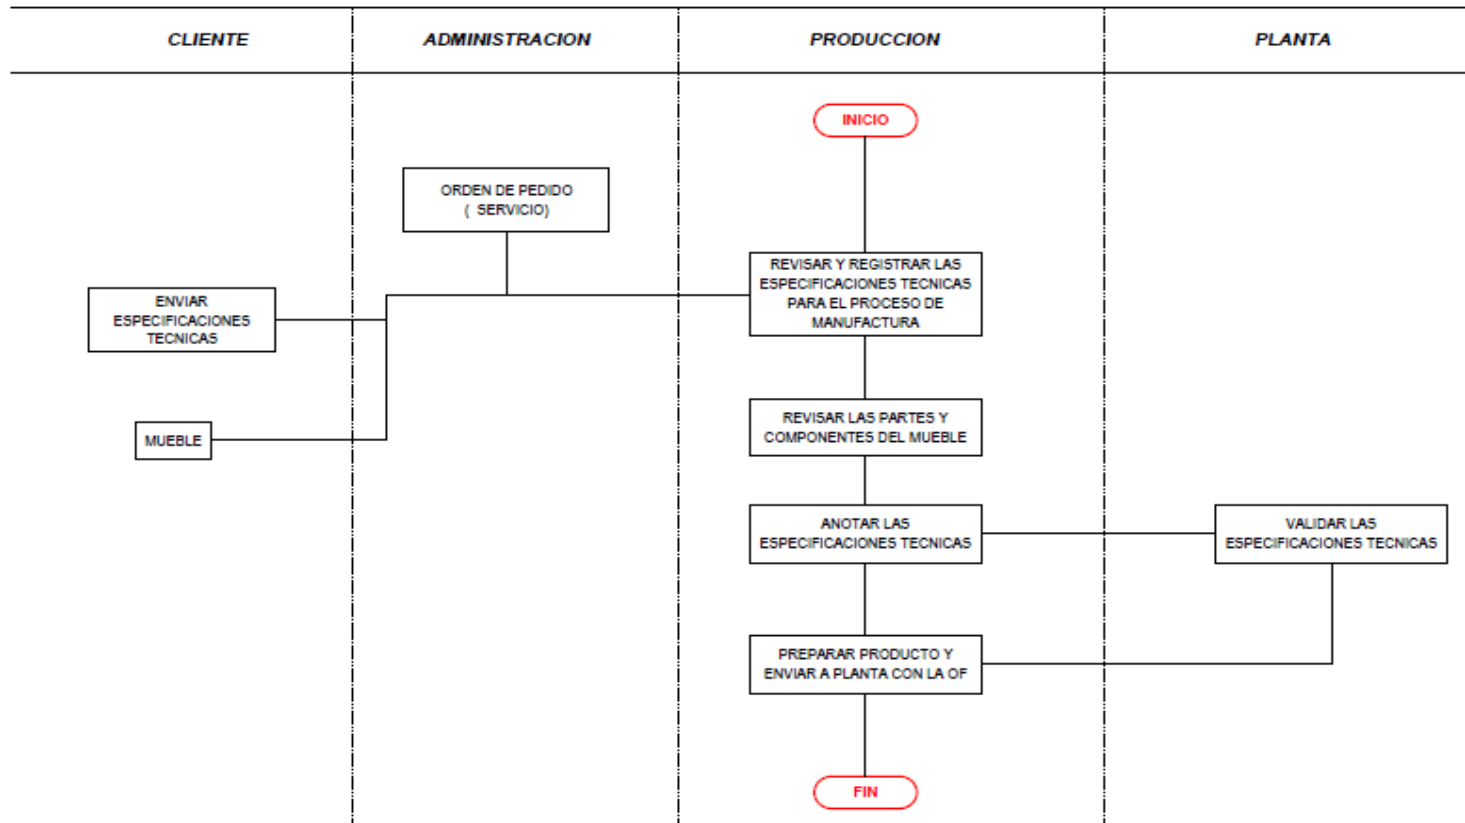 CLIENTE
ADMINISTRACION
PRODUCCION
PLANTA
INICIO
ORDEN DE PEDIDO
( SERVICIO)
REVISAR Y REGISTRAR LAS
ESPECIFICACIONES TECNICAS
PARA EL PROCESO DE
MANUFACTURA
ENVIAR
ESPECIFICACIONES
TECNICAS
MUEBLE
REVISAR LAS PARTES Y
COMPONENTES DEL MUEBLE
ANOTAR LAS
ESPECIFICACIONES TECNICAS
VALIDAR LAS
ESPECIFICACIONES TECNICAS
PREPARAR PRODUCTO Y
ENVIAR A PLANTA CON LA OF
FIN